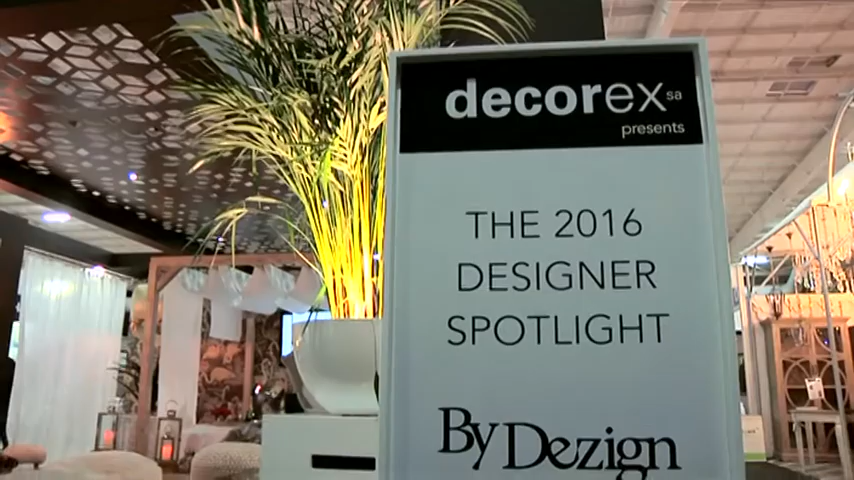 decorex sa
presents
THE 2016
DESIGNER
SPOTLIGHT
By Dezign